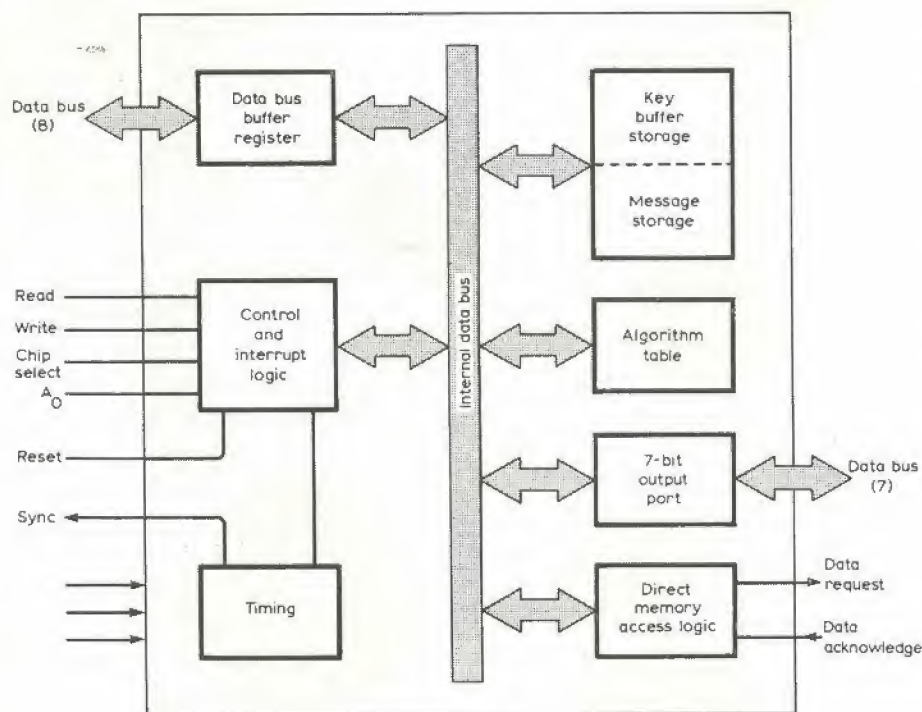 Data bus
(8)
Data bus
buffer
register
Key
buffer
storage
Message
storage
Read
Write
Chip
select
A0
Control
and
interrupt
logic
Internal data bus
Algorithm
table
Reset
7-bit
output
port
Data bus
(7)
Sync
Timing
Direct
memory
access logic
Data
request
Data
acknowledge